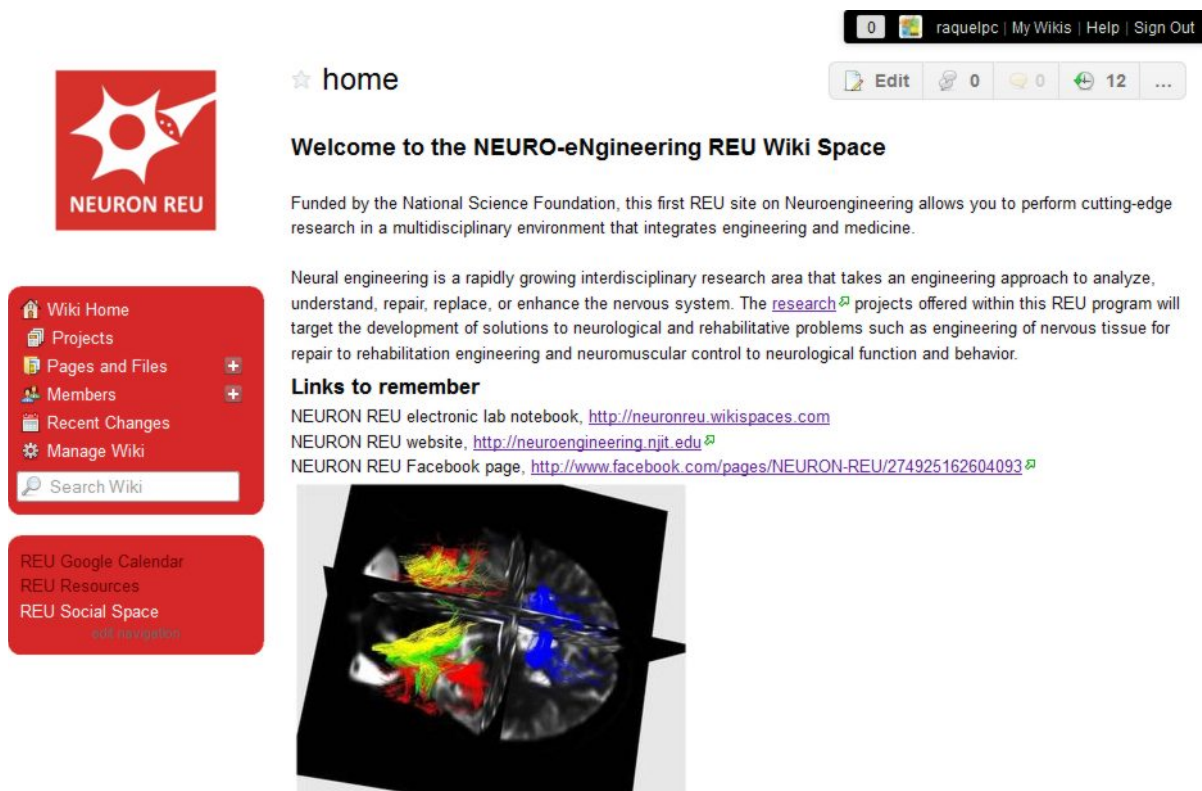 0 raquelpc | My Wikis | Help | Sign Out
home
Edit 0 0 12 ...
NEURON REU
Welcome to the NEURO-eNgineering REU Wiki Space
Funded by the National Science Foundation, this first REU site on Neuroengineering allows you to perform cutting-edge
research in a multidisciplinary environment that integrates engineering and medicine.
Neural engineering is a rapidly growing interdisciplinary research area that takes an engineering approach to analyze,
understand, repair, replace, or enhance the nervous system. The research projects offered within this REU program will
target the development of solutions to neurological and rehabilitative problems such as engineering of nervous tissue for
repair to rehabilitation engineering and neuromuscular control to neurological function and behavior.
Links to remember
NEURON REU electronic lab notebook, http://neuronreu.wikispaces.com
NEURON REU website, http://neuroengineering.njit.edu
NEURON REU Facebook page, http://www.facebook.com/pages/NEURON-REU/274925162604093
Wiki Home
Projects
Pages and Files
Members
Recent Changes
Manage Wiki
Search Wiki
REU Google Calendar
REU Resources
REU Social Space
edit navigation